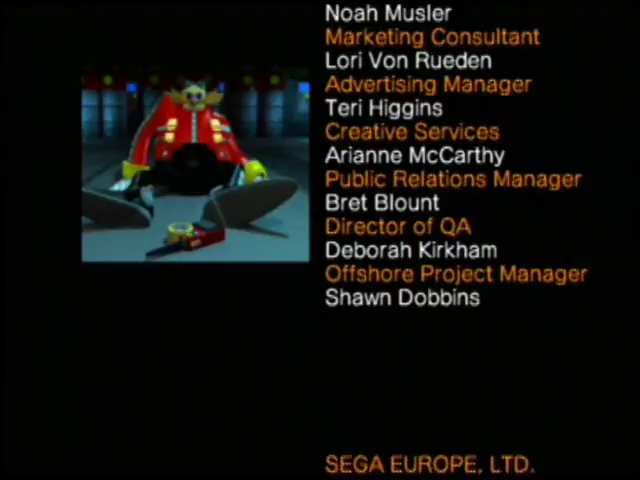 Noah Musler
Marketing Consultant
Lori Von Rueden
Advertising Manager
Teri Higgins
Creative Services
Arianne McCarthy
Public Relations Manager
Bret Blount
Director of QA
Deborah Kirkham
Offshore Project Manager
Shawn Dobbins
SEGA EUROPE, LTD.